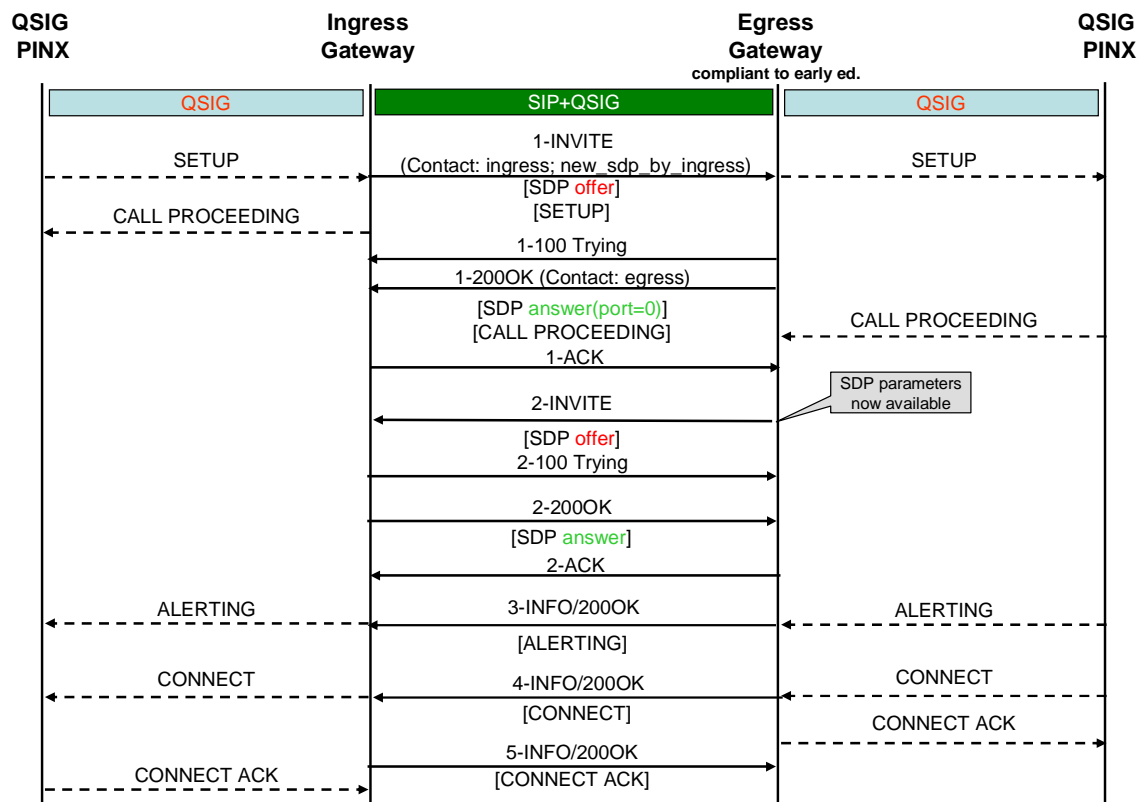 QSIG
PINX
Ingress
Gateway
Egress
Gateway
compliant to early ed.
QSIG
PINX
QSIG
SIP+QSIG
QSIG
1-INVITE
SETUP
(Contact: ingress; new_sdp_by_ingress)
SETUP
[SDP offer]
[SETUP]
CALL PROCEEDING
1-100 Trying
1-200OK (Contact: egress)
[SDP answer(port=0)]
CALL PROCEEDING
[CALL PROCEEDING]
1-ACK
SDP parameters
now available
2-INVITE
[SDP offer]
2-100 Trying
2-200OK
[SDP answer]
2-ACK
ALERTING
3-INFO/200OK
ALERTING
[ALERTING]
CONNECT
4-INFO/200OK
CONNECT
[CONNECT]
CONNECT ACK
5-INFO/200OK
CONNECT ACK
[CONNECT ACK]